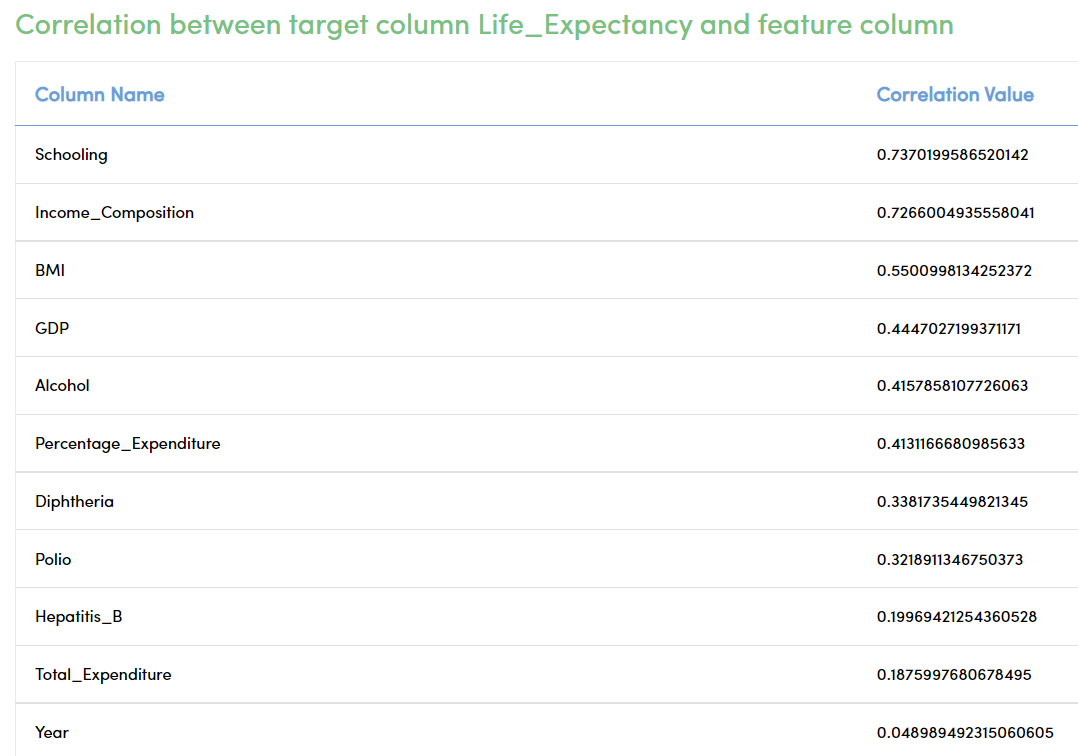 Correlation between target column Life_Expectancy and feature column
Column Name Correlation Value
Schooling 0.7370199586520142
Income_Composition 0.7266004935558041
BMI 0.5500998134252372
GDP 0.4447027199371171
Alcohol 0.4157858107726063
Percentage_Expenditure 0.4131166680985633
Diphtheria 0.3381735449821345
Polio 0.3218911346750373
Hepatitis_B 0.19969421254360528
Total_Expenditure 0.1875997680678495
Year 0.048989492315060605